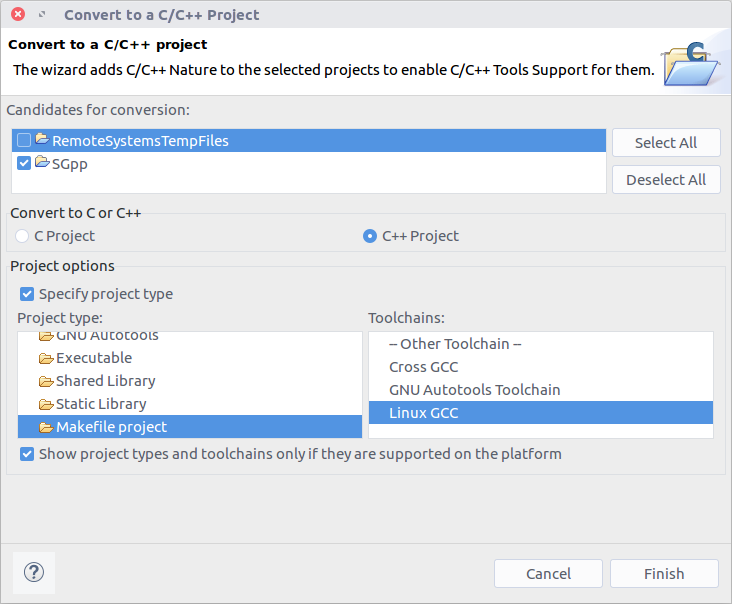 Convert to a C/C++ Project
Convert to a C/C++ project
The wizard adds C/C++ Nature to the selected projects to enable C/C++ Tools Support for them.
C
Candidates for conversion:
RemoteSystemsTempFiles
SGpp
Select All
Deselect All
Convert to C or C++
C Project
C++ Project
Project options
Specify project type
Project type:
Toolchains:
GNU Autotools
Executable
Shared Library
Static Library
Makefile project
-- Other Toolchain --
Cross GCC
GNU Autotools Toolchain
Linux GCC
Show project types and toolchains only if they are supported on the platform
?
Cancel
Finish